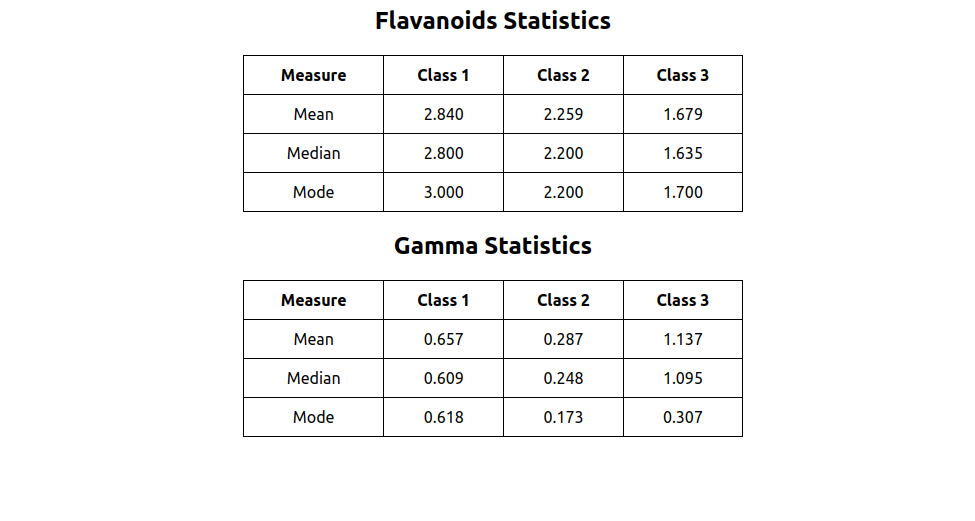 Flavanoids Statistics
Measure Class 1 Class 2 Class 3
Mean 2.840 2.259 1.679
Median 2.800 2.200 1.635
Mode 3.000 2.200 1.700
Gamma Statistics
Measure Class 1 Class 2 Class 3
Mean 0.657 0.287 1.137
Median 0.609 0.248 1.095
Mode 0.618 0.173 0.307